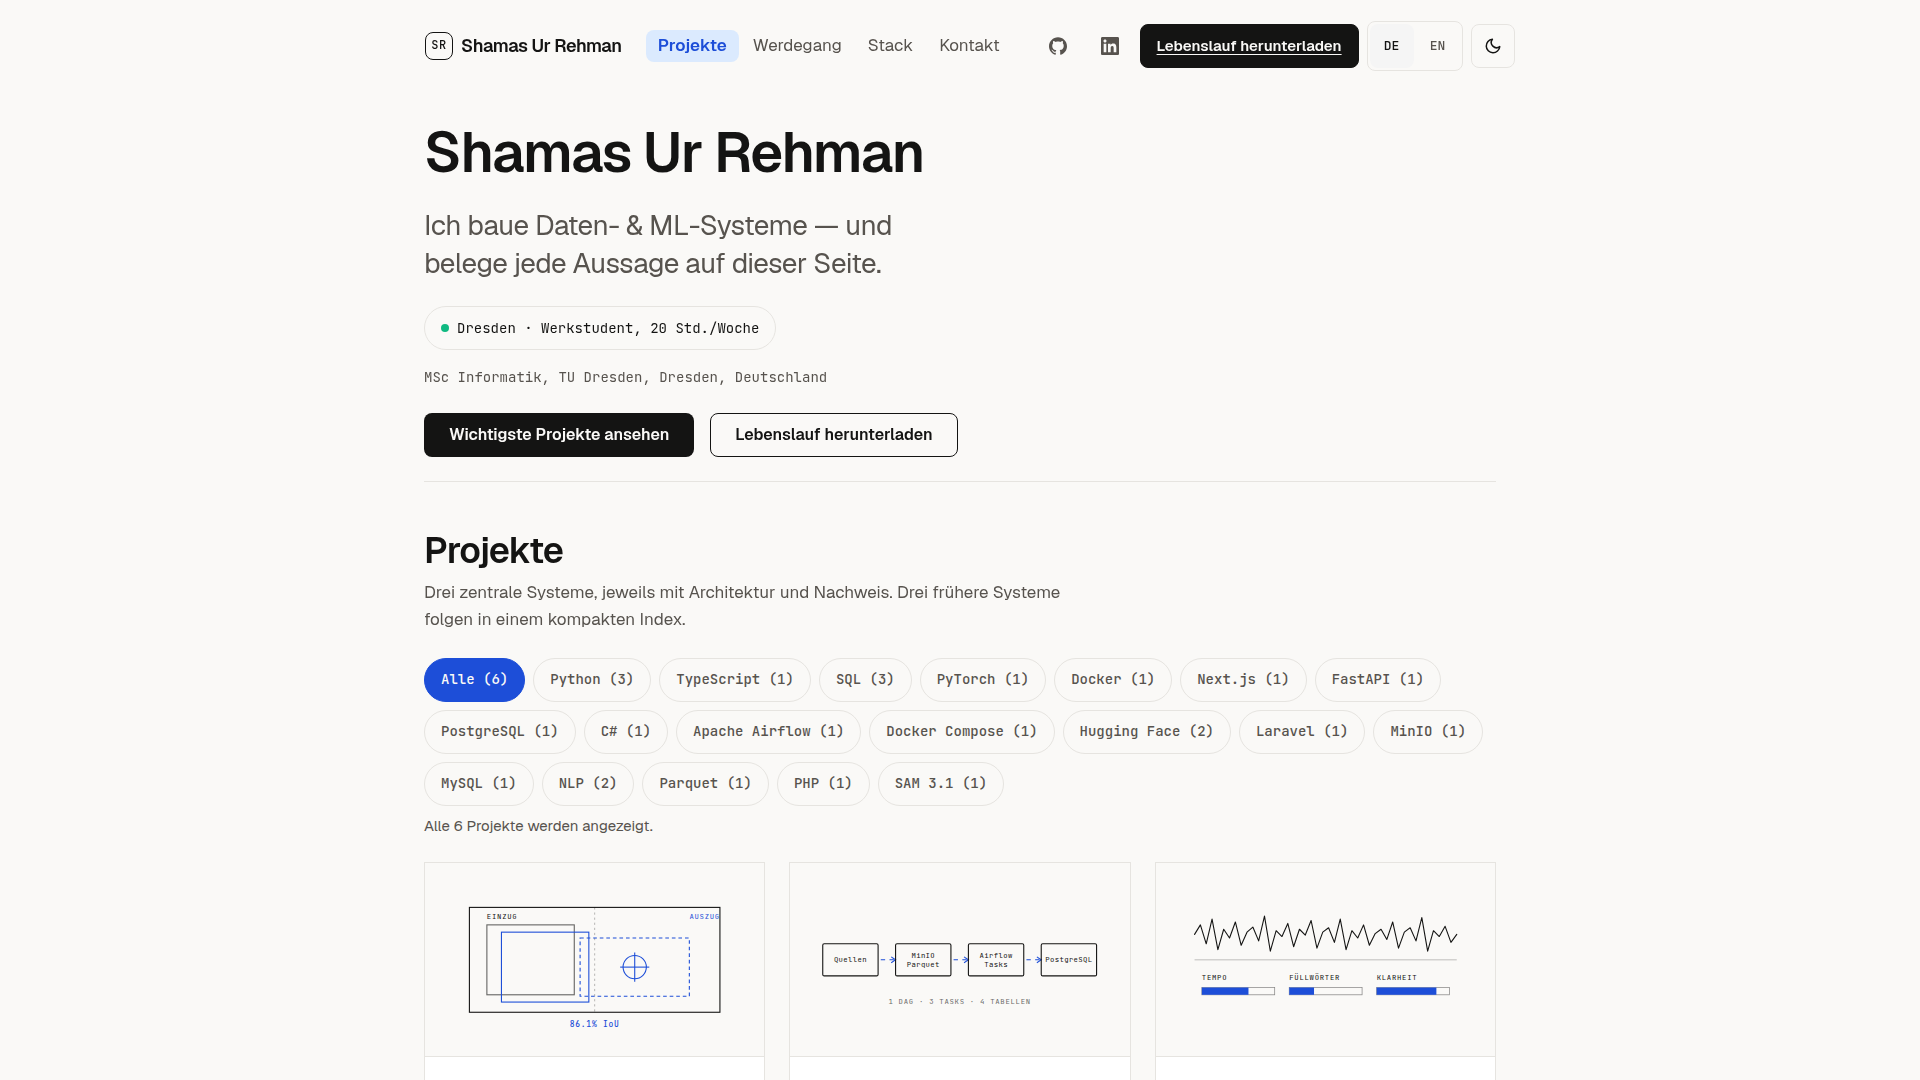 SR Shamas Ur Rehman Projekte Werdegang Stack Kontakt Lebenslauf herunterladen DE EN
Shamas Ur Rehman
Ich baue Daten- & ML-Systeme — und
belege jede Aussage auf dieser Seite.
Dresden · Werkstudent, 20 Std./Woche
MSc Informatik, TU Dresden, Dresden, Deutschland
Wichtigste Projekte ansehen Lebenslauf herunterladen
Projekte
Drei zentrale Systeme, jeweils mit Architektur und Nachweis. Drei frühere Systeme
folgen in einem kompakten Index.
Alle (6) Python (3) TypeScript (1) SQL (3) PyTorch (1) Docker (1) Next.js (1) FastAPI (1)
PostgreSQL (1) C# (1) Apache Airflow (1) Docker Compose (1) Hugging Face (2) Laravel (1) MinIO (1)
MySQL (1) NLP (2) Parquet (1) PHP (1) SAM 3.1 (1)
Alle 6 Projekte werden angezeigt.
EINZUG AUSZUG
86.1% IoU
Quellen
MinIO
Parquet
Airflow
Tasks
PostgreSQL
1 DAG · 3 TASKS · 4 TABELLEN
TEMPO FÜLLWÖRTER KLARHEIT